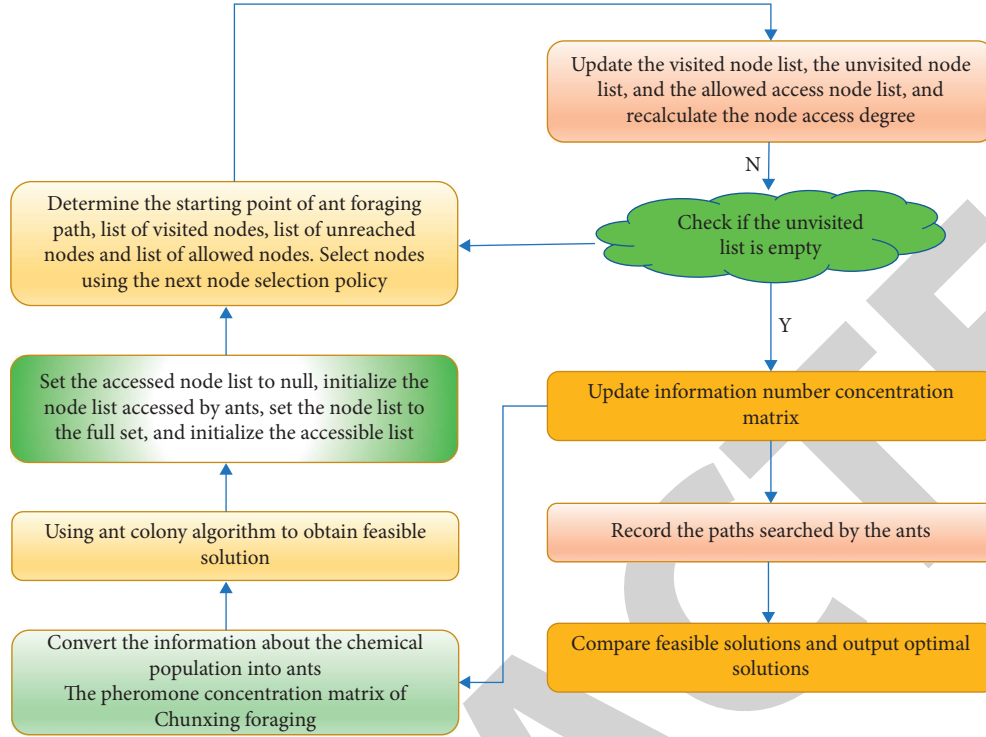 Update the visited node list, the unvisited node
list, and the allowed access node list, and
recalculate the node access degree
N
Check if the unvisited
list is empty
Y
Determine the starting point of ant foraging
path, list of visited nodes, list of unreached
nodes and list of allowed nodes. Select nodes
using the next node selection policy
Set the accessed node list to null, initialize the
node list accessed by ants, set the node list to
the full set, and initialize the accessible list
Using ant colony algorithm to obtain feasible
solution
Convert the information about the chemical
population into ants
The pheromone concentration matrix of
Chunxing foraging
Update information number concentration
matrix
Record the paths searched by the ants
Compare feasible solutions and output optimal
solutions